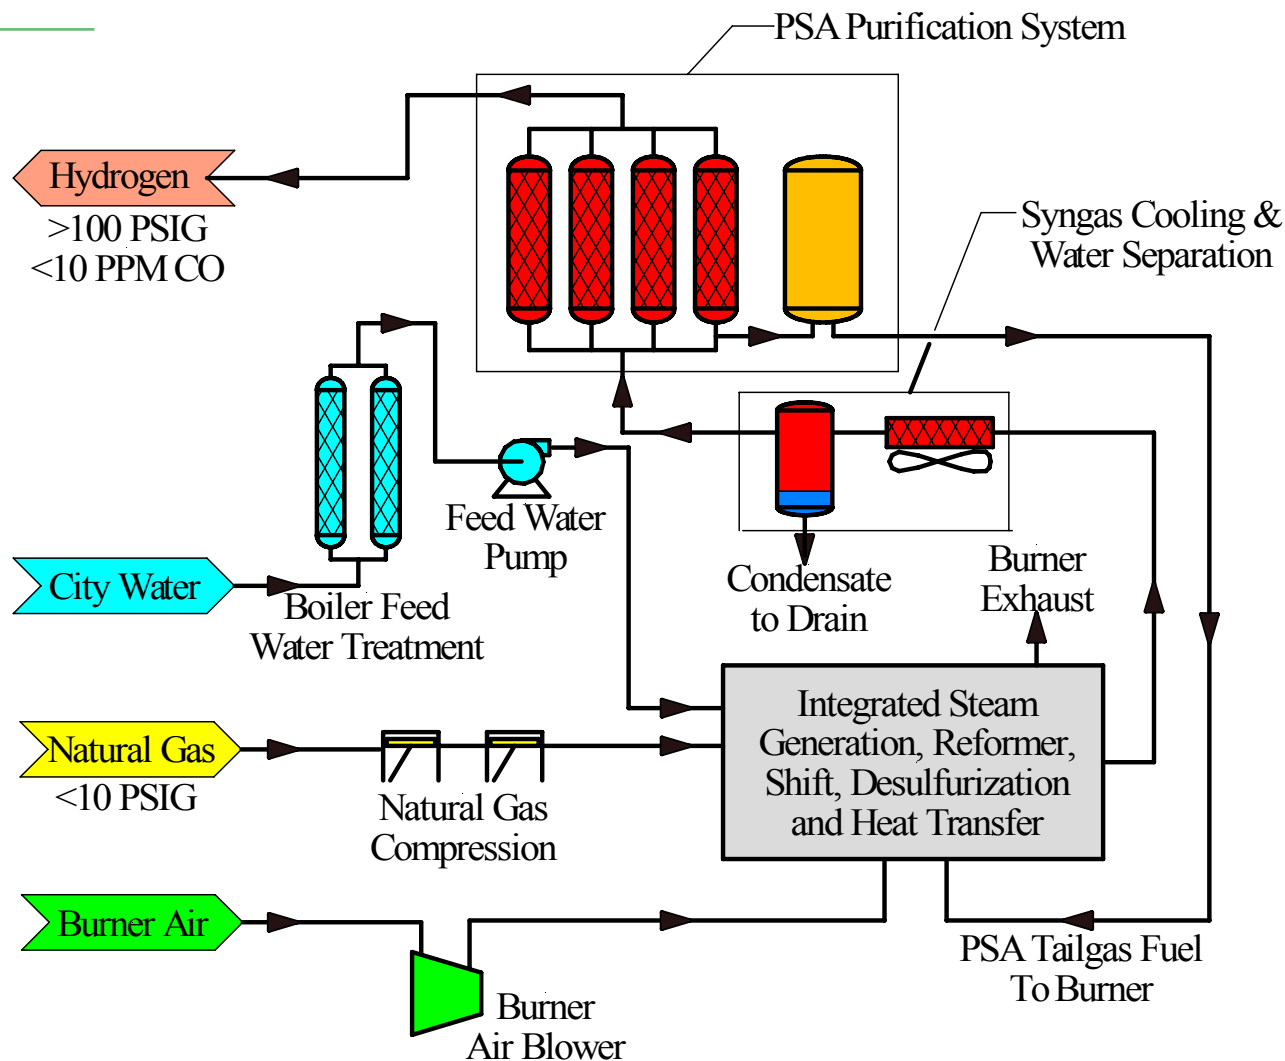 PSA Purification System
Hydrogen
>100 PSIG
<10 PPM CO
Syngas Cooling &
Water Separation
Feed Water
Pump
City Water
Boiler Feed
Water Treatment
Condensate
to Drain
Burner
Exhaust
Natural Gas
<10 PSIG
Natural Gas
Compression
Integrated Steam
Generation, Reformer,
Shift, Desulfurization
and Heat Transfer
Burner Air
Burner
Air Blower
PSA Tailgas Fuel
To Burner